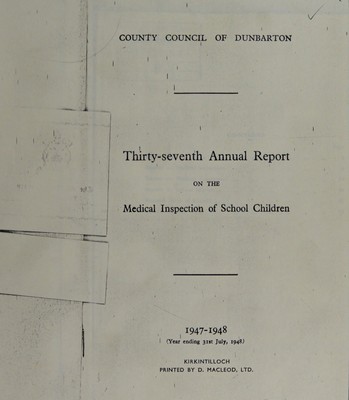 COUNTY COUNCIL OF DUNBARTON
Thirty-seventh Annual Report
ON THE
Medical Inspection of School Children
1947-1948
(Year ending 31st July, 1948)
KIRKINTILLOCH
PRINTED BY D. MACLEOD, LTD.